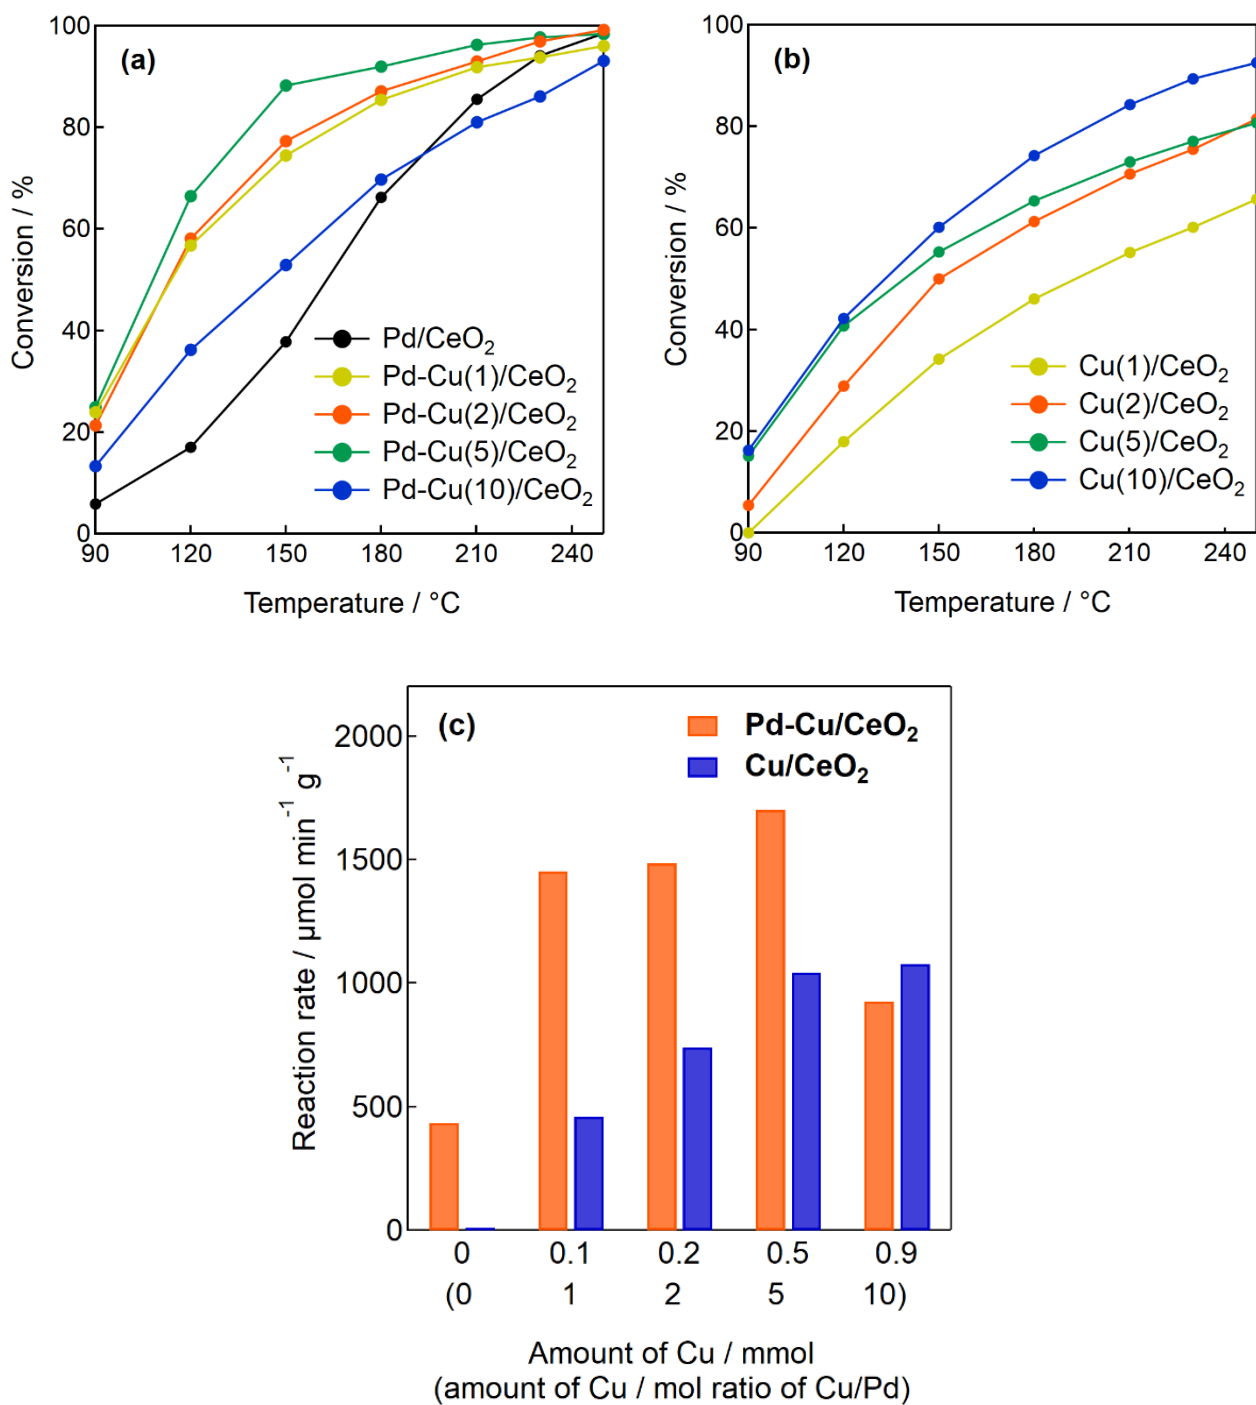 (a)
100
80
60
40
20
0
Conversion / %
Pd/CeO₂
Pd-Cu(1)/CeO₂
Pd-Cu(2)/CeO₂
Pd-Cu(5)/CeO₂
Pd-Cu(10)/CeO₂
90 120 150 180 210 240
Temperature / °C
(b)
100
80
60
40
20
0
Conversion / %
Cu(1)/CeO₂
Cu(2)/CeO₂
Cu(5)/CeO₂
Cu(10)/CeO₂
90 120 150 180 210 240
Temperature / °C
(c)
Pd-Cu/CeO₂
Cu/CeO₂
2000
1500
1000
500
0
Reaction rate / μmol min⁻¹ g⁻¹
0 0.1 0.2 0.5 0.9
(0 1 2 5 10)
Amount of Cu / mmol
(amount of Cu / mol ratio of Cu/Pd)